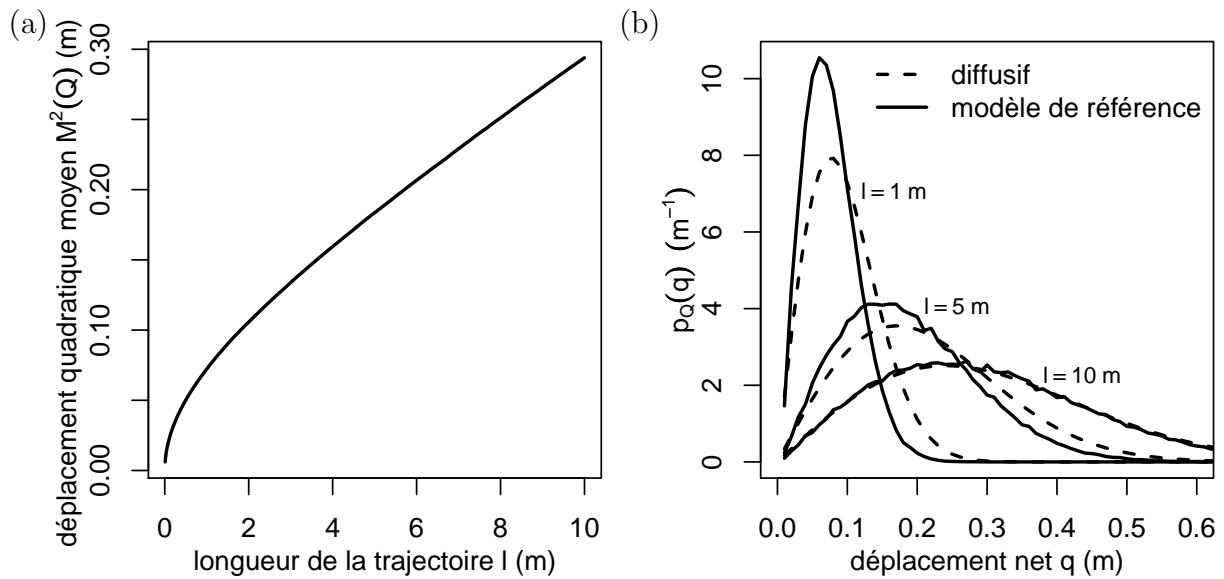 (a)
déplacement quadratique moyen M²(Q) (m)
0.00 0.10 0.20 0.30
0 2 4 6 8 10
longueur de la trajectoire l (m)
(b)
p_Q(q) (m⁻¹)
0 2 4 6 8 10
diffusif
modèle de référence
l = 1 m
l = 5 m
l = 10 m
0.0 0.1 0.2 0.3 0.4 0.5 0.6
déplacement net q (m)